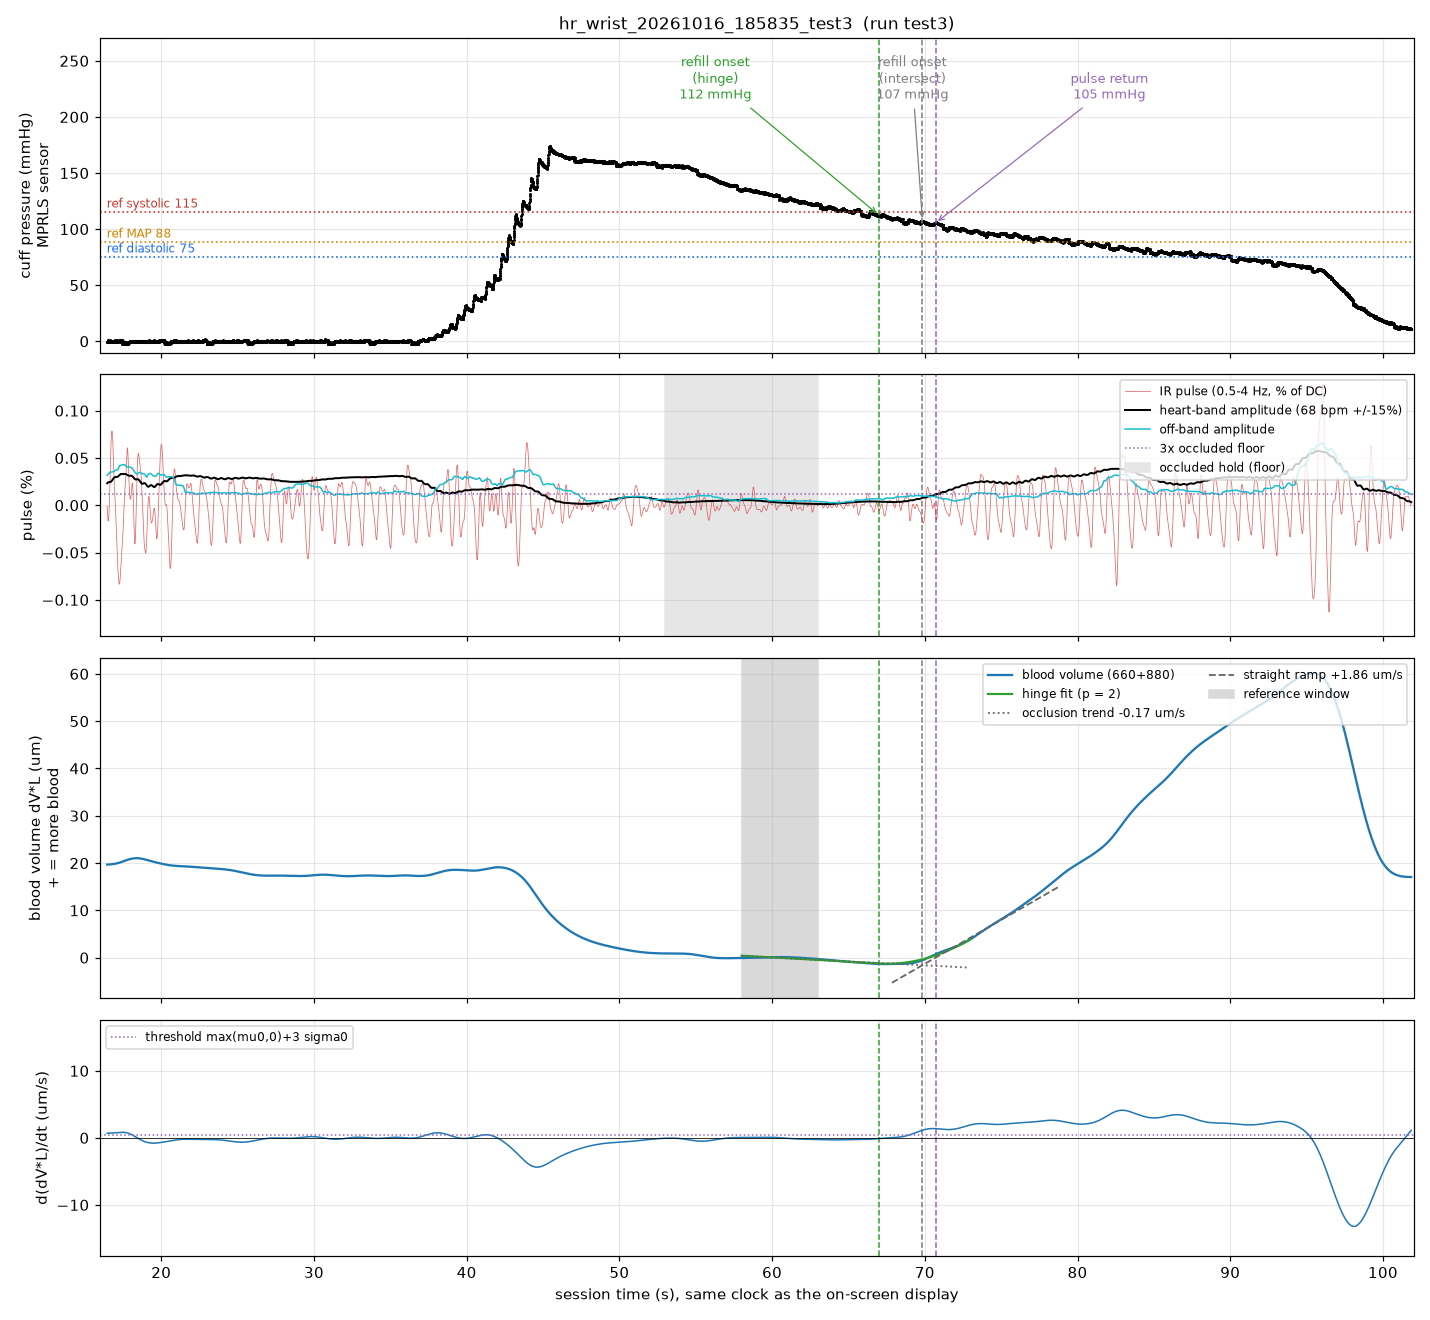 hr_wrist_20261016_185835_test3  (run test3)
cuff pressure (mmHg)
MPRLS sensor
250
200
150
100
50
0
refill onset
(hinge)
112 mmHg
refill onset
(intersect)
107 mmHg
pulse return
105 mmHg
ref systolic 115
ref MAP 88
ref diastolic 75
pulse (%)
0.10
0.05
0.00
−0.05
−0.10
IR pulse (0.5-4 Hz, % of DC)
heart-band amplitude (68 bpm +/-15%)
off-band amplitude
3x occluded floor
occluded hold (floor)
blood volume dV*L (um)
+ = more blood
60
50
40
30
20
10
0
blood volume (660+880)
hinge fit (p = 2)
occlusion trend -0.17 um/s
straight ramp +1.86 um/s
reference window
d(dV*L)/dt (um/s)
10
0
−10
threshold max(mu0,0)+3 sigma0
20 30 40 50 60 70 80 90 100
session time (s), same clock as the on-screen display